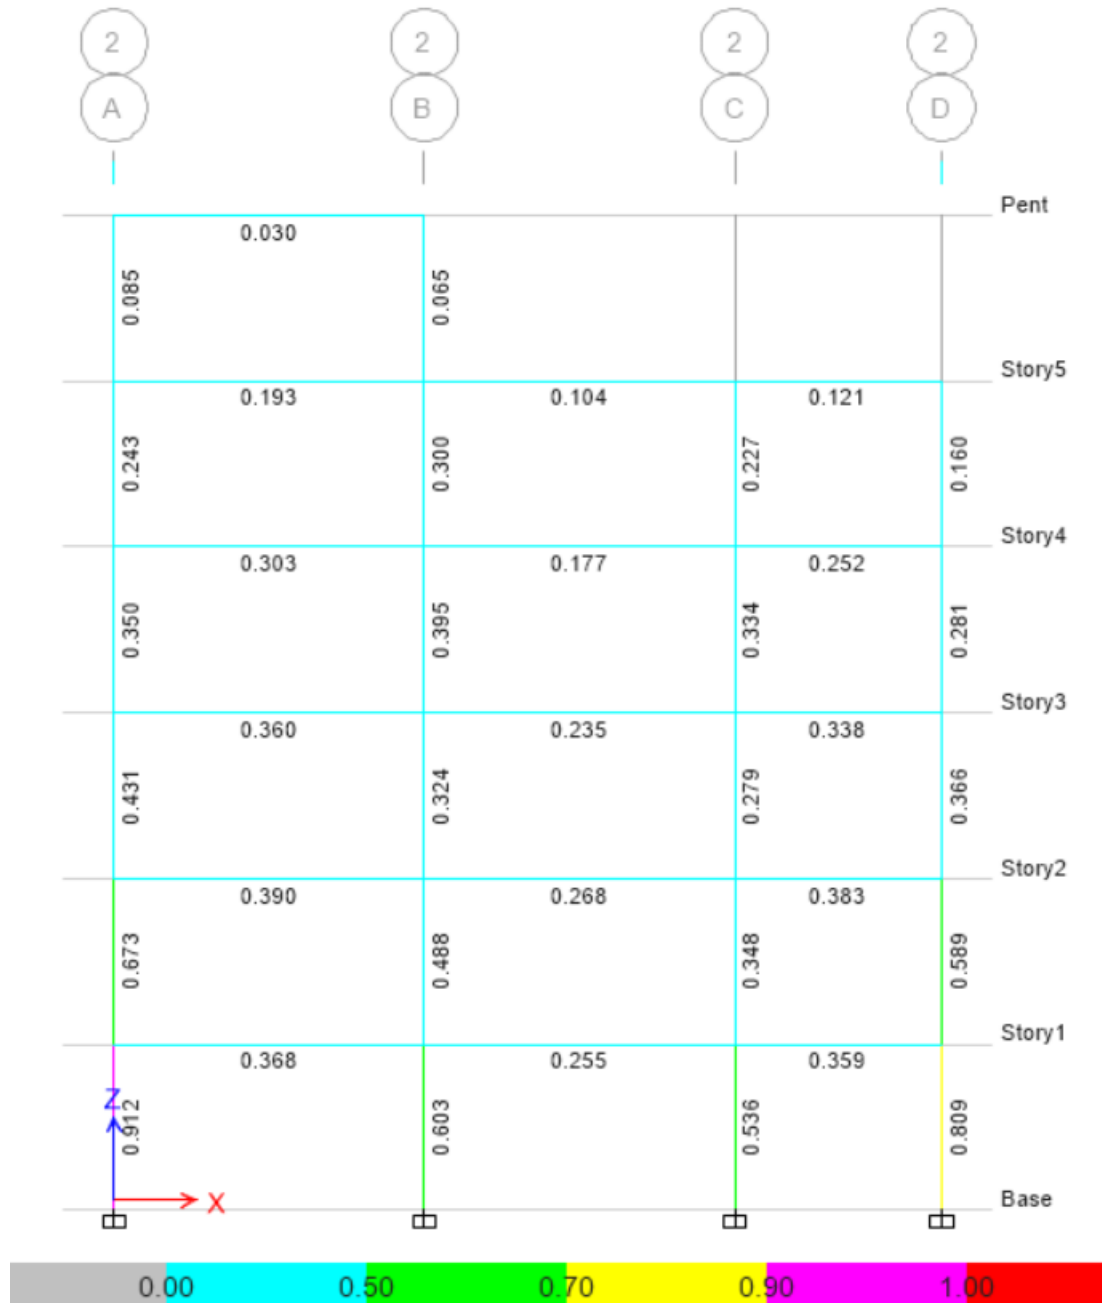 2 2 2 2
A B C D
Pent
0.030
0.085 0.065
Story5
0.193 0.104 0.121
0.243 0.300 0.227 0.160
Story4
0.303 0.177 0.252
0.350 0.395 0.334 0.281
Story3
0.360 0.235 0.338
0.431 0.324 0.279 0.366
Story2
0.390 0.268 0.383
0.673 0.488 0.348 0.589
Story1
0.368 0.255 0.359
Z
0.912 0.603 0.536 0.809
X
Base
0.00 0.50 0.70 0.90 1.00